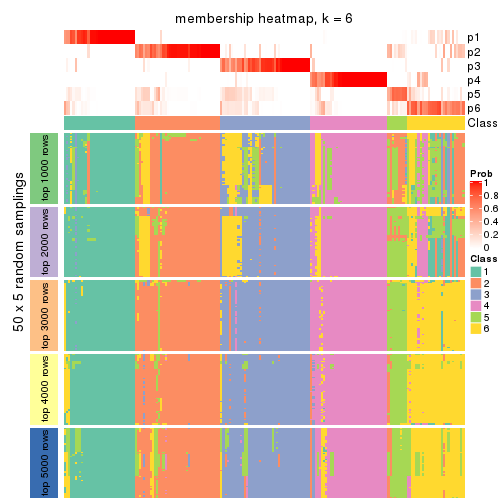 membership heatmap, k = 6
p1
p2
p3
p4
p5
p6
Class
50 x 5 random samplings
top 1000 rows
top 2000 rows
top 3000 rows
top 4000 rows
top 5000 rows
Prob
1
0.8
0.6
0.4
0.2
0
Class
1
2
3
4
5
6